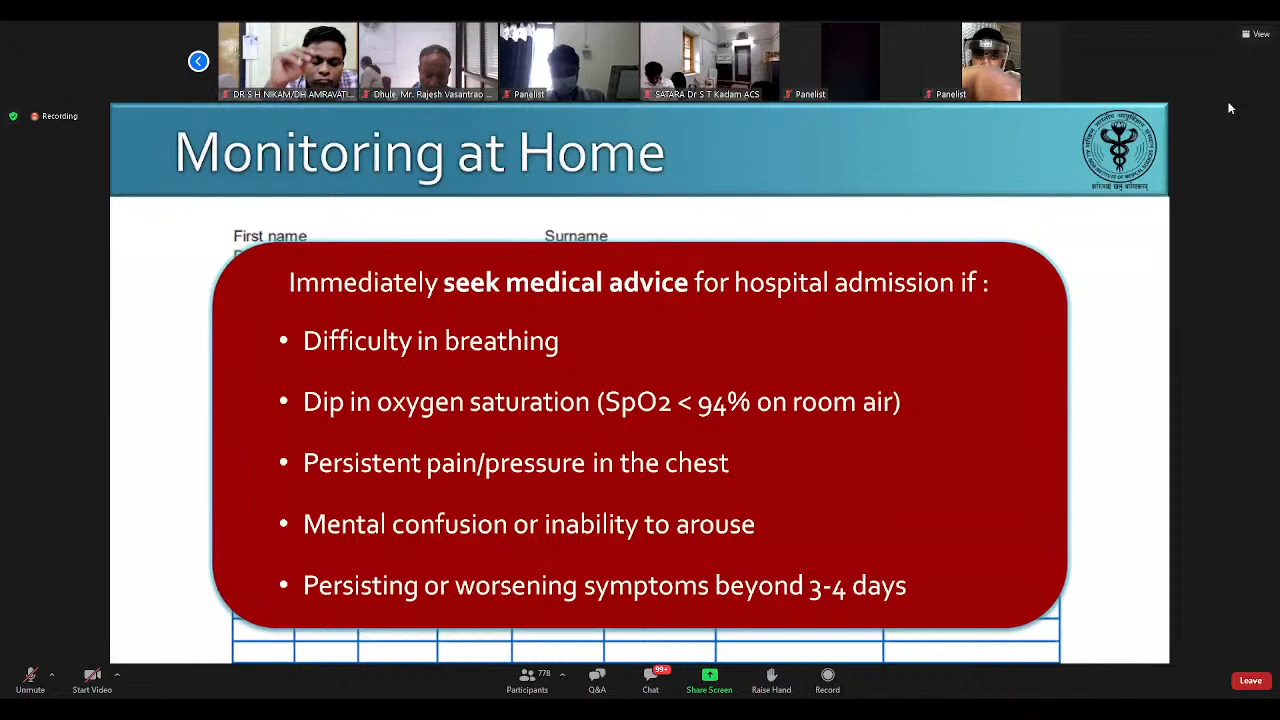 View
DR S H NIKAM/DH AMRAVATI...
Dhule, Mr. Rajesh Vasantrao ...
Panelist
SATARA Dr S T Kadam ACS
Panelist
Panelist
Recording
Monitoring at Home
First name
Surname
Immediately seek medical advice for hospital admission if :
• Difficulty in breathing
• Dip in oxygen saturation (SpO2 < 94% on room air)
• Persistent pain/pressure in the chest
• Mental confusion or inability to arouse
• Persisting or worsening symptoms beyond 3-4 days
778
99+
Unmute
Start Video
Participants
Q&A
Chat
Share Screen
Raise Hand
Record
Leave